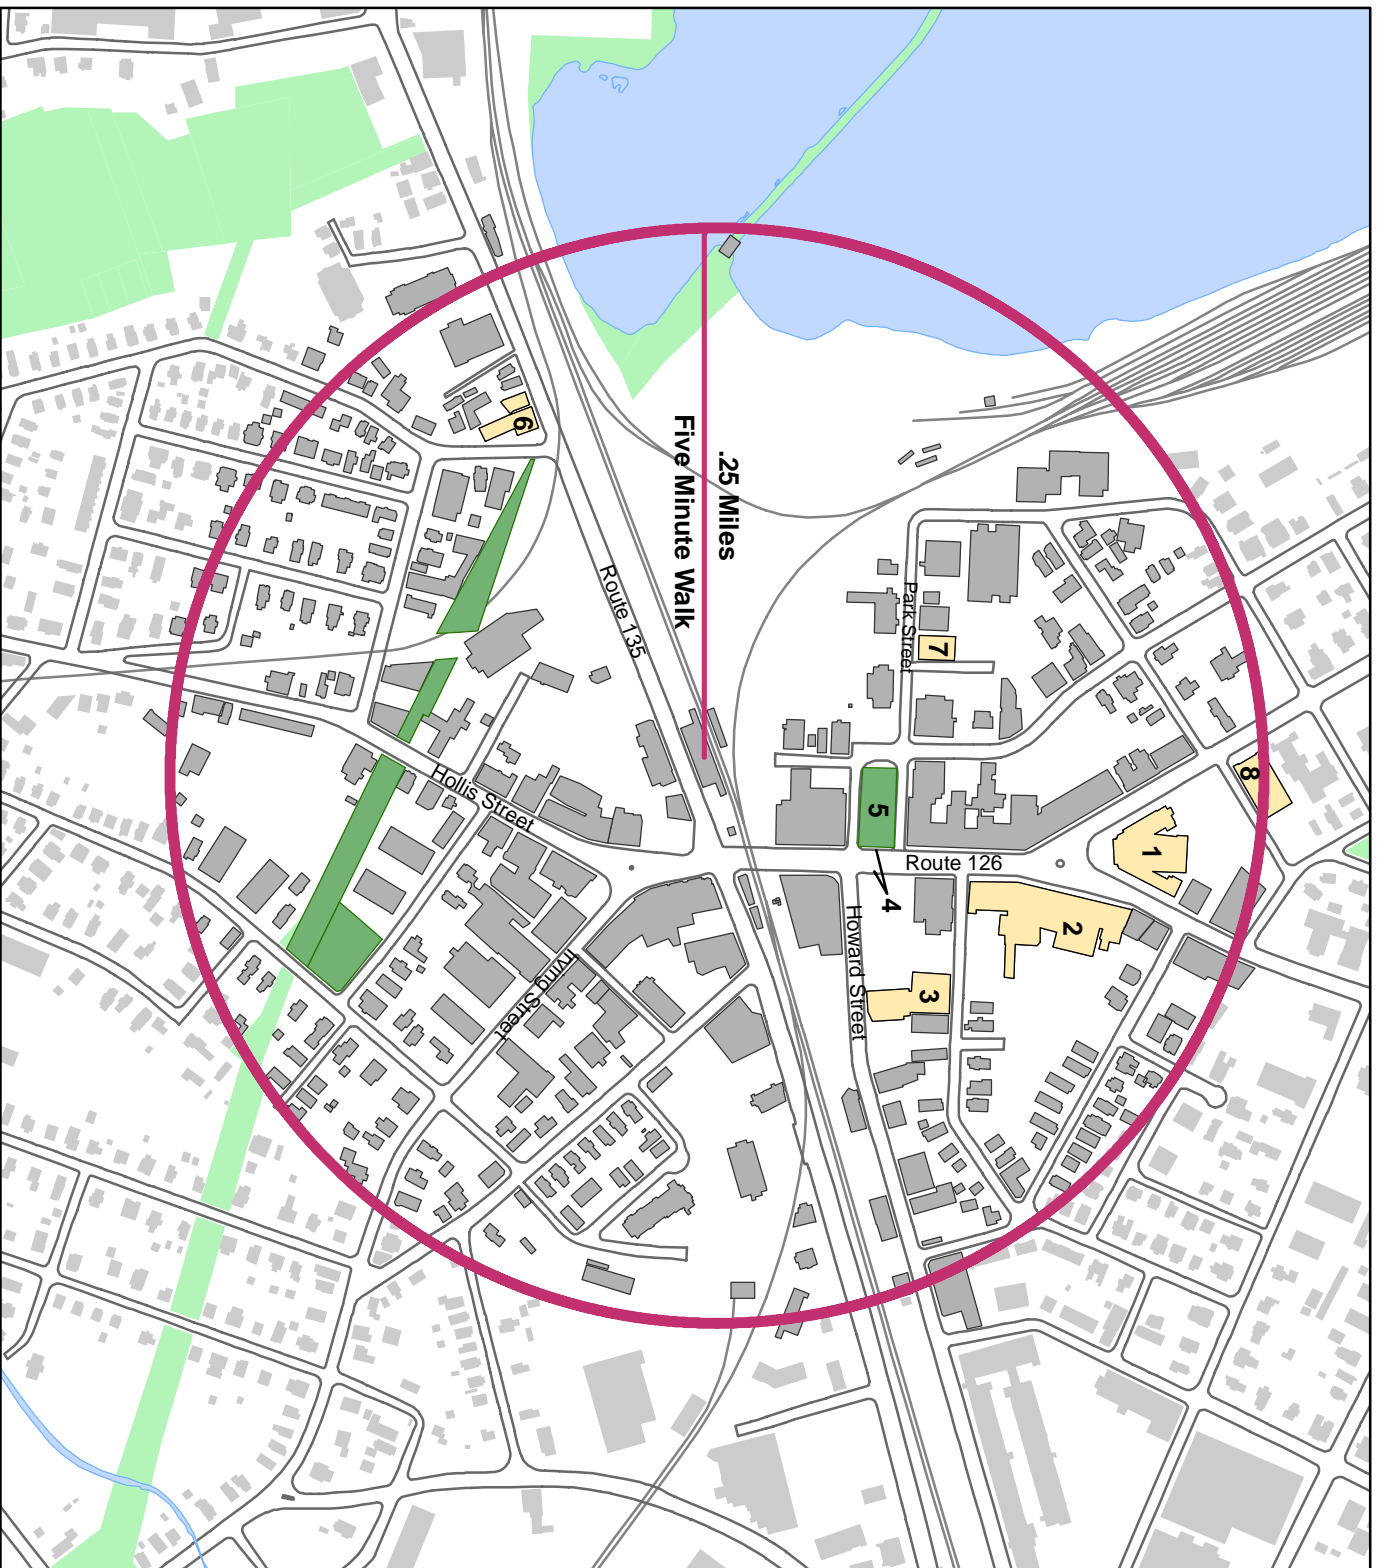 .25 Miles
Five Minute Walk
Route 135
Park Street
Hollis Street
Irving Street
Howard Street
Route 126
1
2
3
4
5
6
7
8